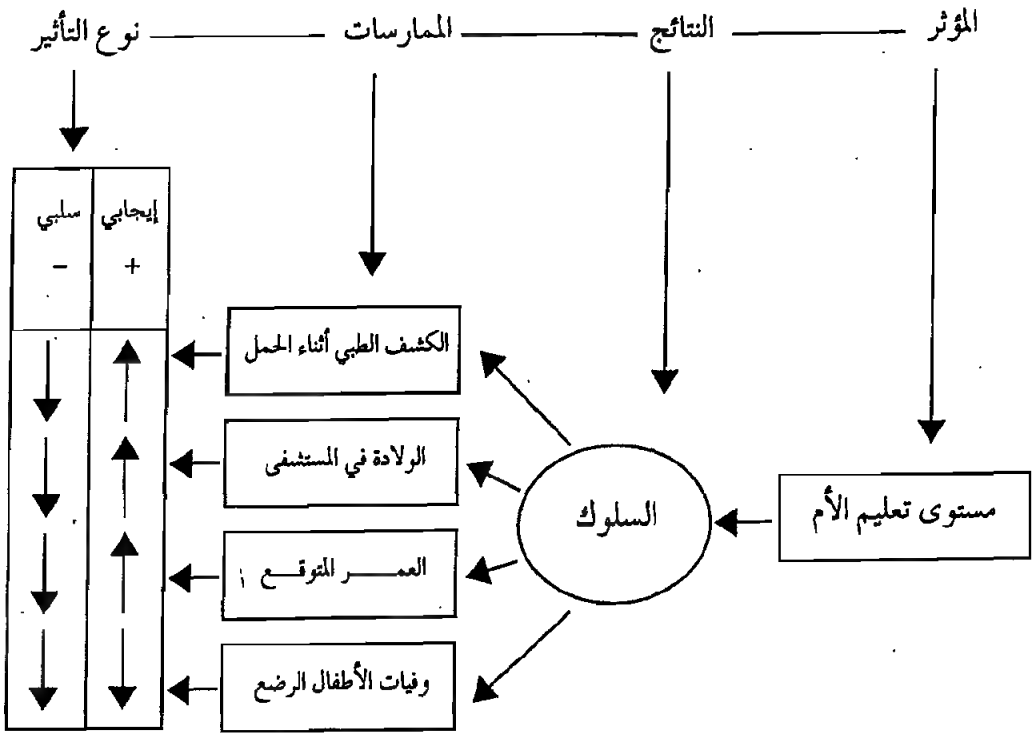 المؤثر
النتائج
الممارسات
نوع التأثير
إيجابي
سلبي
+
-
الكشف الطبي أثناء الحمل
الولادة في المستشفى
العمر المتوقع
وفيات الأطفال الرضع
السلوك
مستوى تعليم الأم